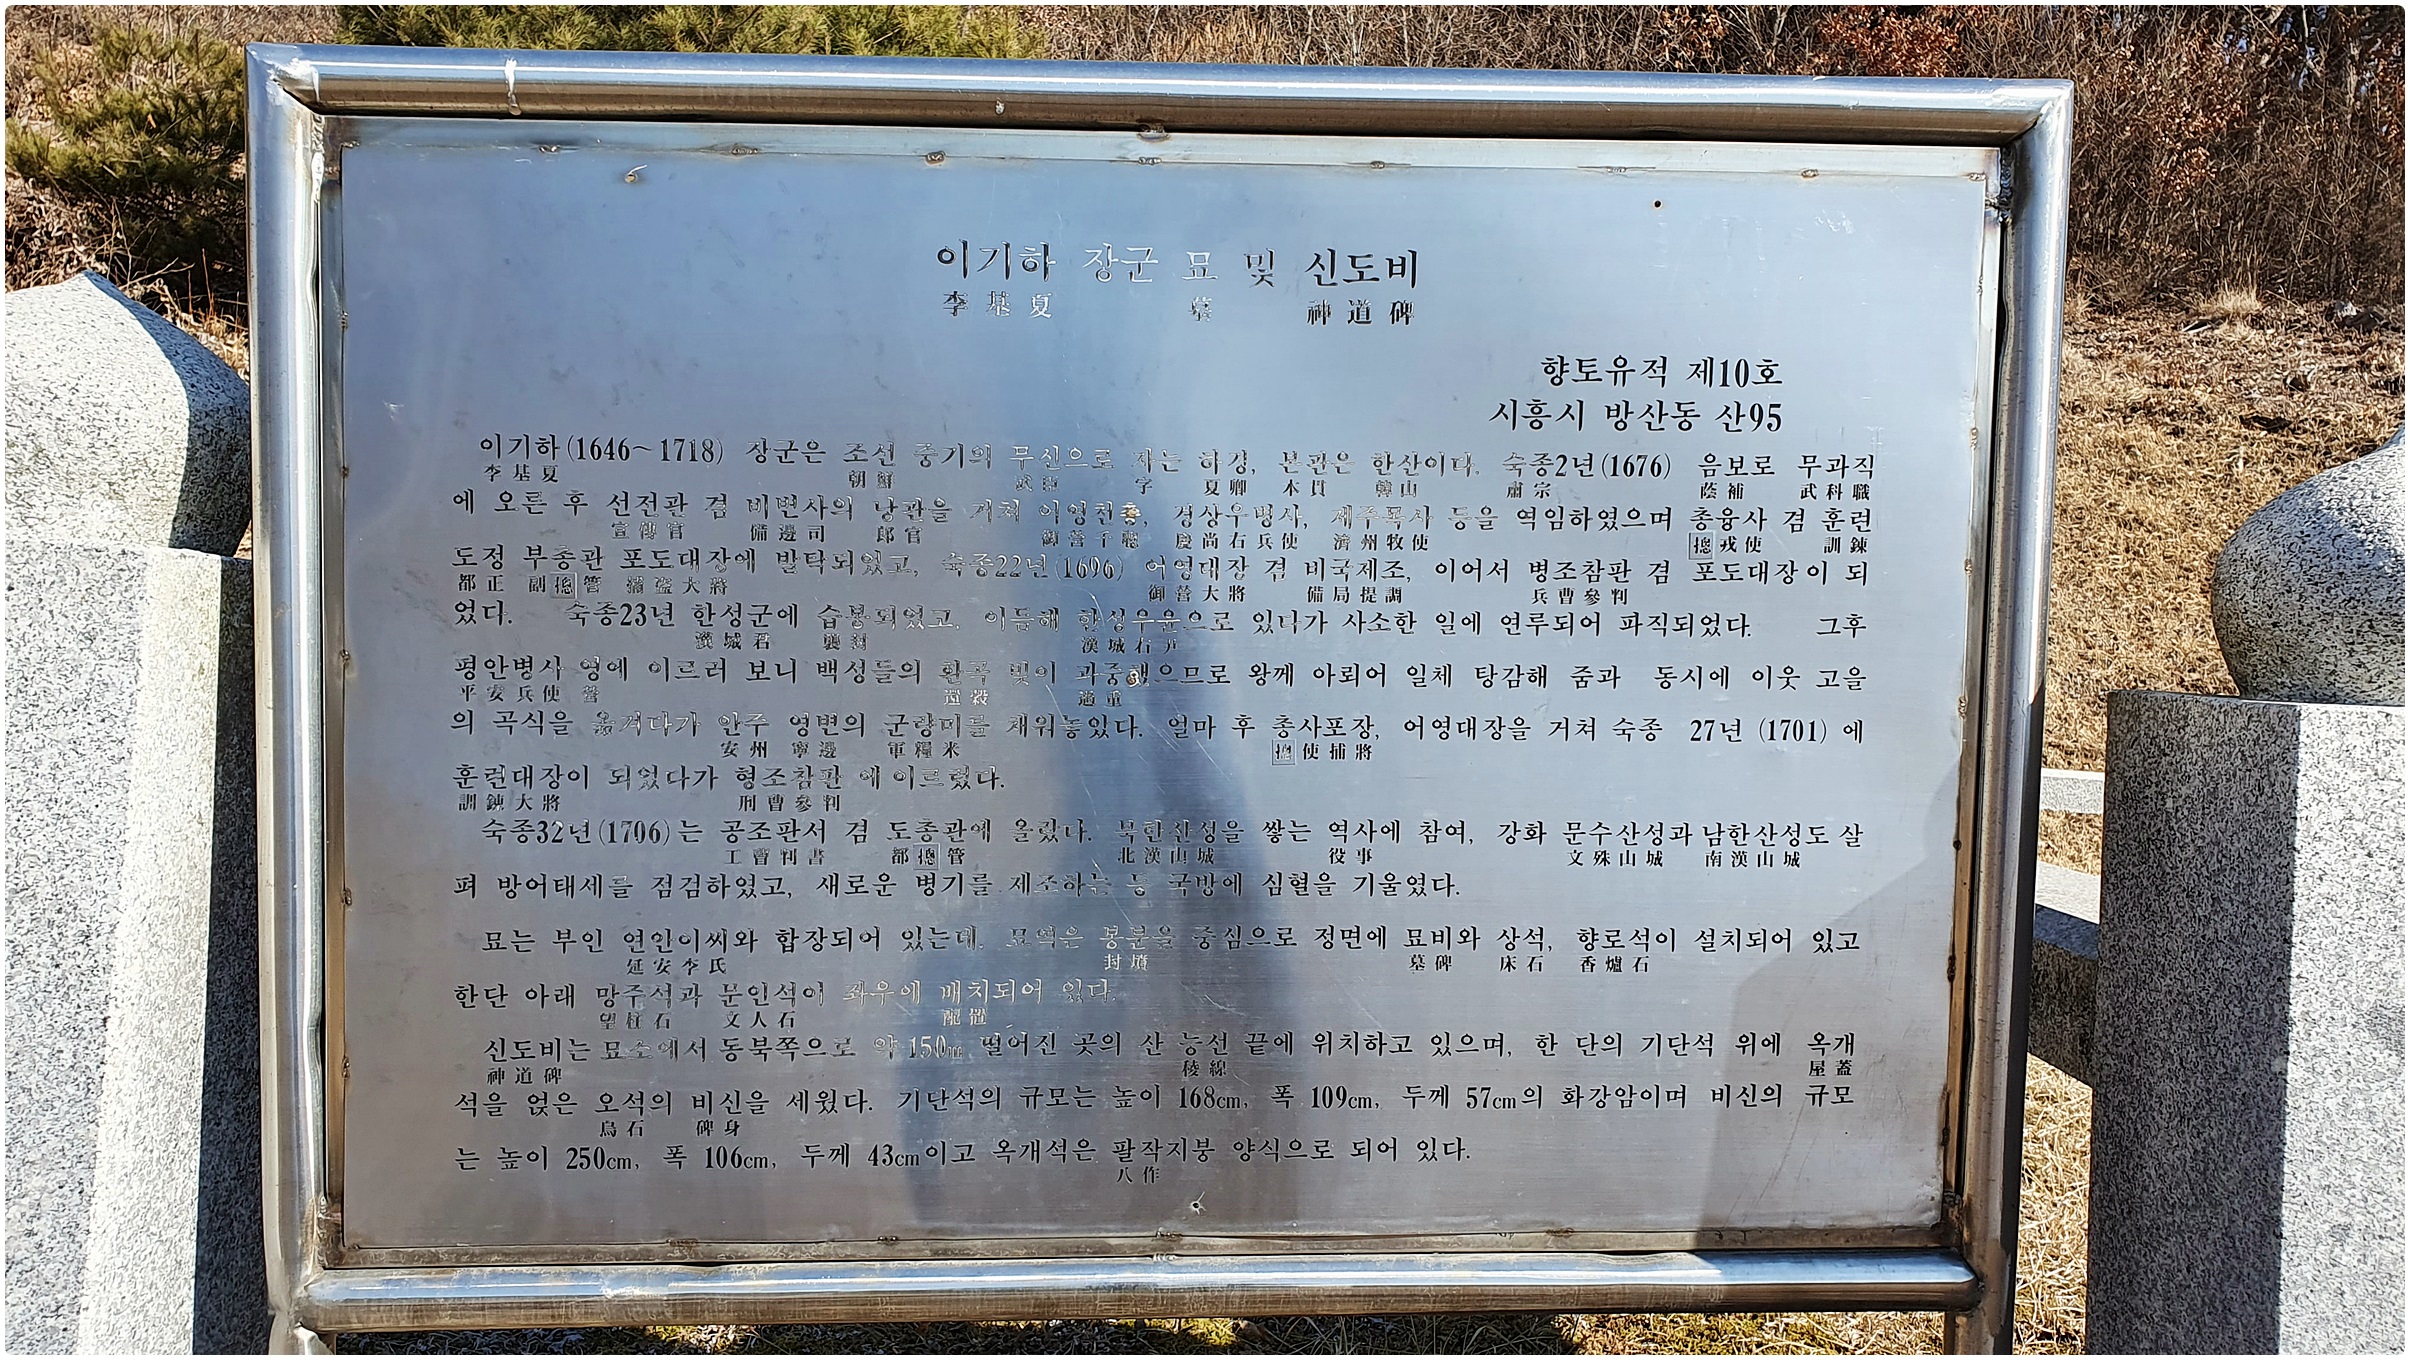 이기하 장군 묘 및 신도비
李基夏 墓 神道碑
향토유적 제10호
시흥시 방산동 산95
이기하(1646~1718) 장군은 조선 중기의 무신으로 자는 하경, 본관은 한산이다. 숙종2년(1676) 음보로 무과직
李基夏 朝鮮 武臣 字 夏卿 本貫 韓山 肅宗 蔭補 武科職
에 오른 후 선전관 겸 비변사의 낭관을 거쳐 어영천총, 경상우병사, 제주목사 등을 역임하였으며 총융사 겸 훈련
宣傳官 備邊司 郎官 御營千摠 慶尚右兵使 濟州牧使 摠戎使 訓鍊
도정 부총관 포도대장에 발탁되었고, 숙종22년(1696) 어영대장 겸 비국제조, 이어서 병조참판 겸 포도대장이 되
都正 副摠管 捕盜大將 御營大將 備局提調 兵曹參判
었다. 숙종23년 한성군에 습봉되었고, 이듬해 한성우윤으로 있다가 사소한 일에 연루되어 파직되었다. 그후
漢城君 襲封 漢城右尹
평안병사 영에 이르러 보니 백성들의 환곡 빚이 과중했으므로 왕께 아뢰어 일체 탕감해 줌과 동시에 이웃 고을
平安兵使 營 還穀 過重
의 곡식을 옮겨다가 안주 영변의 군량미를 채워놓았다. 얼마 후 총사포장, 어영대장을 거쳐 숙종 27년 (1701) 에
安州 寧邊 軍糧米 摠使捕將
훈련대장이 되었다가 형조참판 에 이르렀다.
訓鍊大將 刑曹參判
숙종32년(1706)는 공조판서 겸 도총관에 올랐다. 북한산성을 쌓는 역사에 참여, 강화 문수산성과 남한산성도 살
工曹判書 都摠管 北漢山城 役事 文殊山城 南漢山城
펴 방어태세를 점검하였고, 새로운 병기를 제조하는 등 국방에 심혈을 기울였다.
묘는 부인 연안이씨와 합장되어 있는데, 묘역은 봉분을 중심으로 정면에 묘비와 상석, 향로석이 설치되어 있고
延安李氏 封墳 墓碑 床石 香爐石
한단 아래 망주석과 문인석이 좌우에 배치되어 있다.
望柱石 文人石 配置
신도비는 묘소에서 동북쪽으로 약 150m 떨어진 곳의 산 능선 끝에 위치하고 있으며, 한 단의 기단석 위에 옥개
神道碑 稜線 屋蓋
석을 얹은 오석의 비신을 세웠다. 기단석의 규모는 높이 168cm, 폭 109cm, 두께 57cm의 화강암이며 비신의 규모
烏石 碑身
는 높이 250cm, 폭 106cm, 두께 43cm이고 옥개석은 팔작지붕 양식으로 되어 있다.
八作